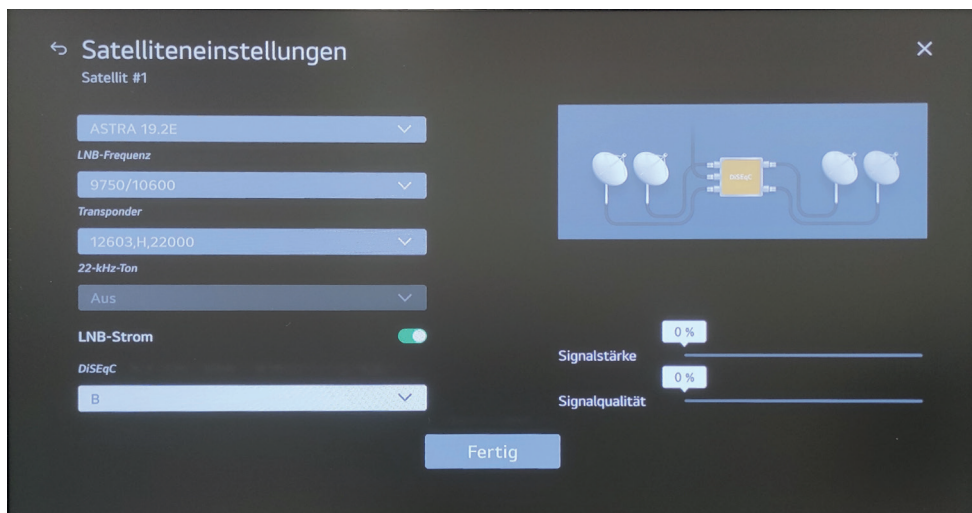 Satelliteneinstellungen
Satellit #1
ASTRA 19.2E
LNB-Frequenz
9750/10600
Transponder
12603,H,22000
22-kHz-Ton
Aus
LNB-Strom
DiSEqC
B
DiSEqC
0 %
Signalstärke
0 %
Signalqualität
Fertig